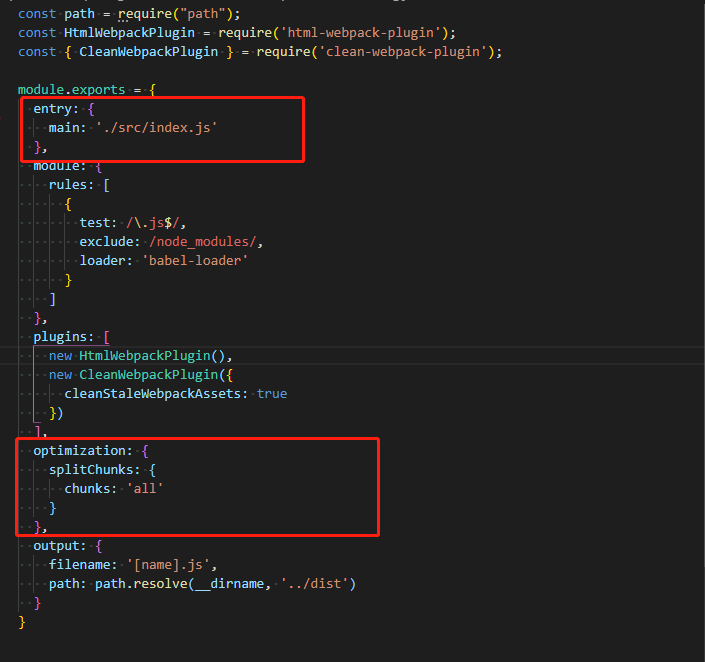 const path = require("path");
const HtmlWebpackPlugin = require('html-webpack-plugin');
const { CleanWebpackPlugin } = require('clean-webpack-plugin');
module.exports = {
entry: {
main: './src/index.js'
},
module: {
rules: [
{
test: /\.js$/,
exclude: /node_modules/,
loader: 'babel-loader'
}
]
},
plugins: [
new HtmlWebpackPlugin(),
new CleanWebpackPlugin({
cleanStaleWebpackAssets: true
})
],
optimization: {
splitChunks: {
chunks: 'all'
}
},
output: {
filename: '[name].js',
path: path.resolve(__dirname, '../dist')
}
}